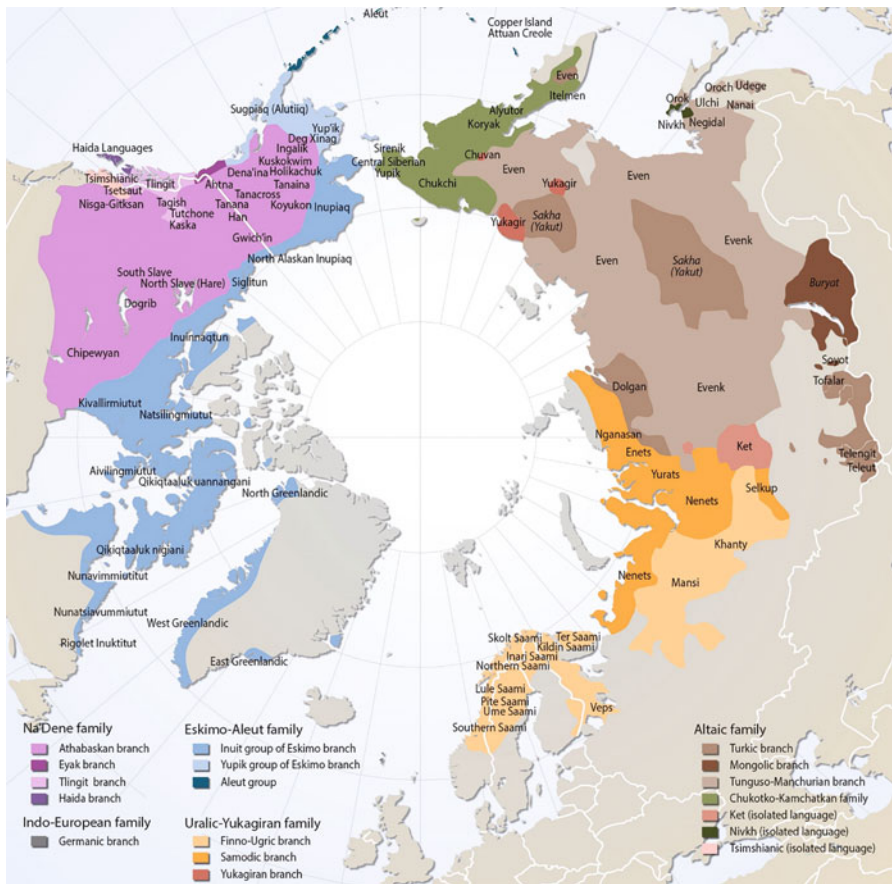 Aleut
Copper Island
Attuan Creole
Even
Itelmen
Alyutor
Koryak
Oroch
Udege
Orok
Ulchi
Nanai
Nivkh
Negidal
Sugpiaq (Alutiiq)
Yup'ik
Deg Xinag
Ingalik
Kuskokwim
Holikachuk
Dena'ina
Tanaina
Ahtna
Tanacross
Tanana
Koyukon
Han
Inupiaq
Gwich'in
North Alaskan Inupiaq
Haida Languages
Tsimshianic
Tsetsaut
Nisga-Gitksan
Tlingit
Tagish
Tutchone
Kaska
Sirenik
Central Siberian
Yupik
Chukchi
Chuvan
Even
Yukagir
Even
Yukagir
Sakha
(Yakut)
Even
Sakha
(Yakut)
Evenk
Buryat
South Slave
North Slave (Hare)
Dogrib
Siglitun
Chipewyan
Inuinnaqtun
Kivallirmiutut
Natsilingmiutut
Aivilingmiutut
Qikiqtaaluk uannangani
North Greenlandic
Qikiqtaaluk nigiani
Nunavimmiutitut
Nunatsiavummiutut
Rigolet Inuktitut
West Greenlandic
East Greenlandic
Soyot
Tofalar
Telengit
Teleut
Dolgan
Evenk
Nganasan
Enets
Yurats
Nenets
Ket
Selkup
Khanty
Mansi
Nenets
Skolt Saami
Ter Saami
Kildin Saami
Inari Saami
Northern Saami
Lule Saami
Pite Saami
Ume Saami
Southern Saami
Veps
Na'Dene family
Athabaskan branch
Eyak branch
Tlingit branch
Haida branch
Indo-European family
Germanic branch
Eskimo-Aleut family
Inuit group of Eskimo branch
Yupik group of Eskimo branch
Aleut group
Uralic-Yukagiran family
Finno-Ugric branch
Samodic branch
Yukagiran branch
Altaic family
Turkic branch
Mongolic branch
Tunguso-Manchurian branch
Chukotko-Kamchatkan family
Ket (isolated language)
Nivkh (isolated language)
Tsimshianic (isolated language)